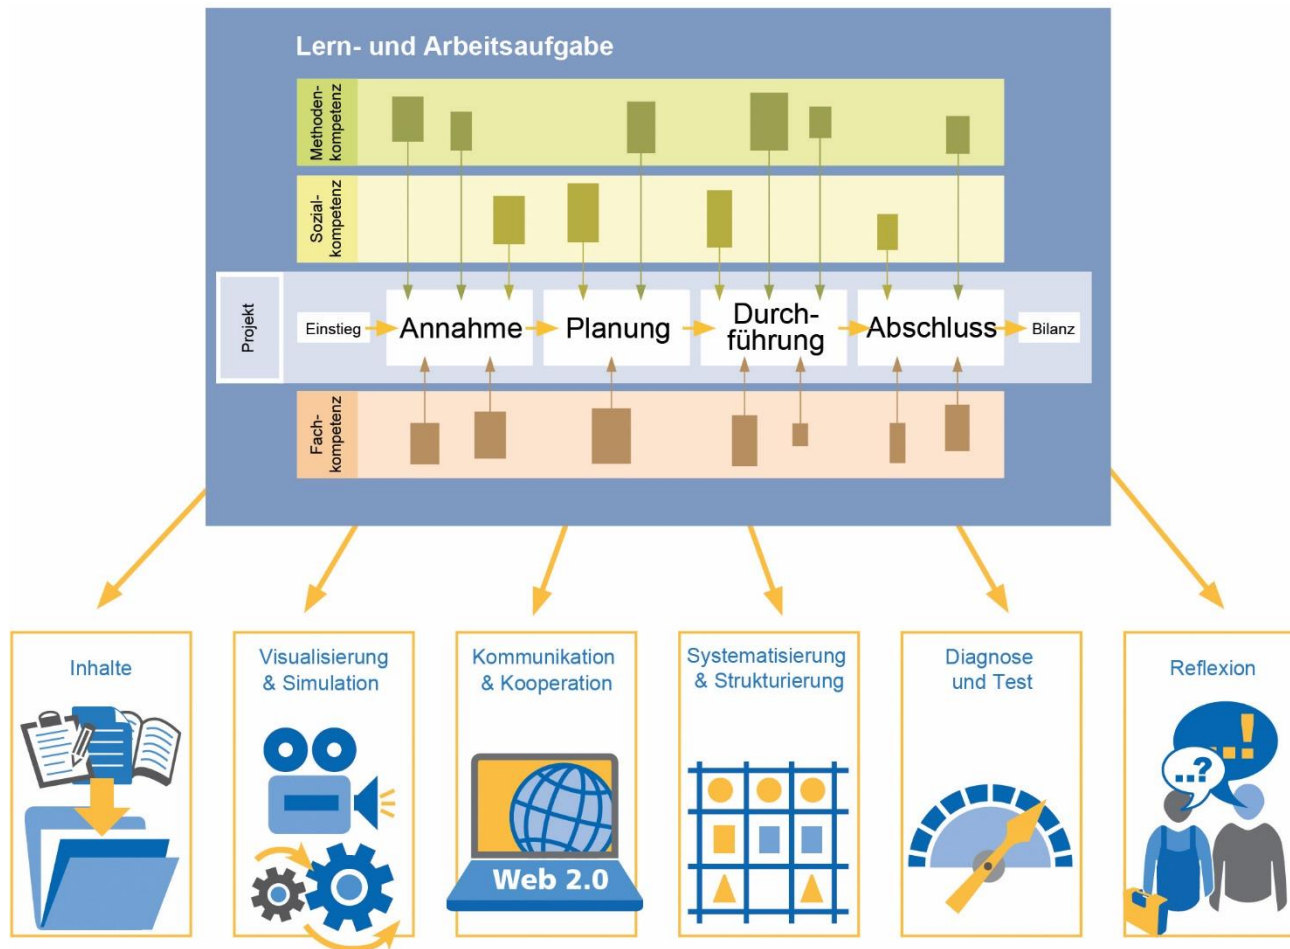 Lern- und Arbeitsaufgabe
Methoden-
kompetenz
Sozial-
kompetenz
Projekt
Einstieg
Annahme
Planung
Durch-
führung
Abschluss
Bilanz
Fach-
kompetenz
Inhalte
Visualisierung
& Simulation
Kommunikation
& Kooperation
Web 2.0
Systematisierung
& Strukturierung
Diagnose
und Test
Reflexion
...!
...?